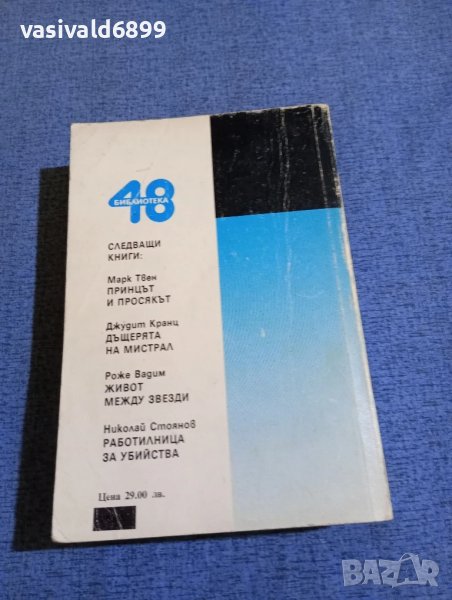 vasivald6899
48
БИБЛИОТЕКА
СЛЕДВАЩИ
КНИГИ:
Марк Твен
ПРИНЦЪТ
И ПРОСЯКЪТ
Джудит Кранц
ДЪЩЕРЯТА
НА МИСТРАЛ
Роже Вадим
ЖИВОТ
МЕЖДУ ЗВЕЗДИ
Николай Стоянов
РАБОТИЛНИЦА
ЗА УБИЙСТВА
Цена 29.00 лв.
BAZAR